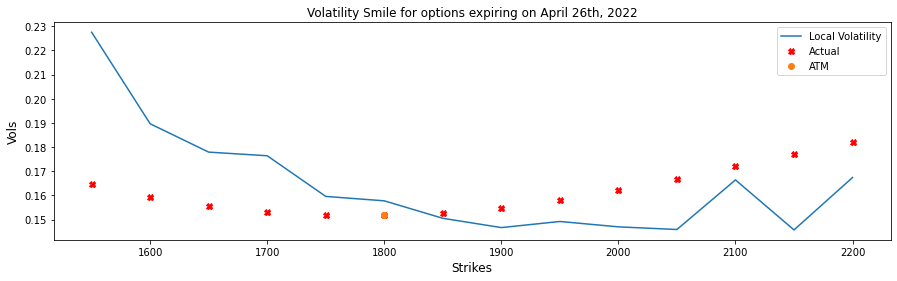 Volatility Smile for options expiring on April 26th, 2022
0.23
0.22
0.21
0.20
0.19
0.18
0.17
0.16
0.15
Vols
Local Volatility
Actual
ATM
1600
1700
1800
1900
2000
2100
2200
Strikes